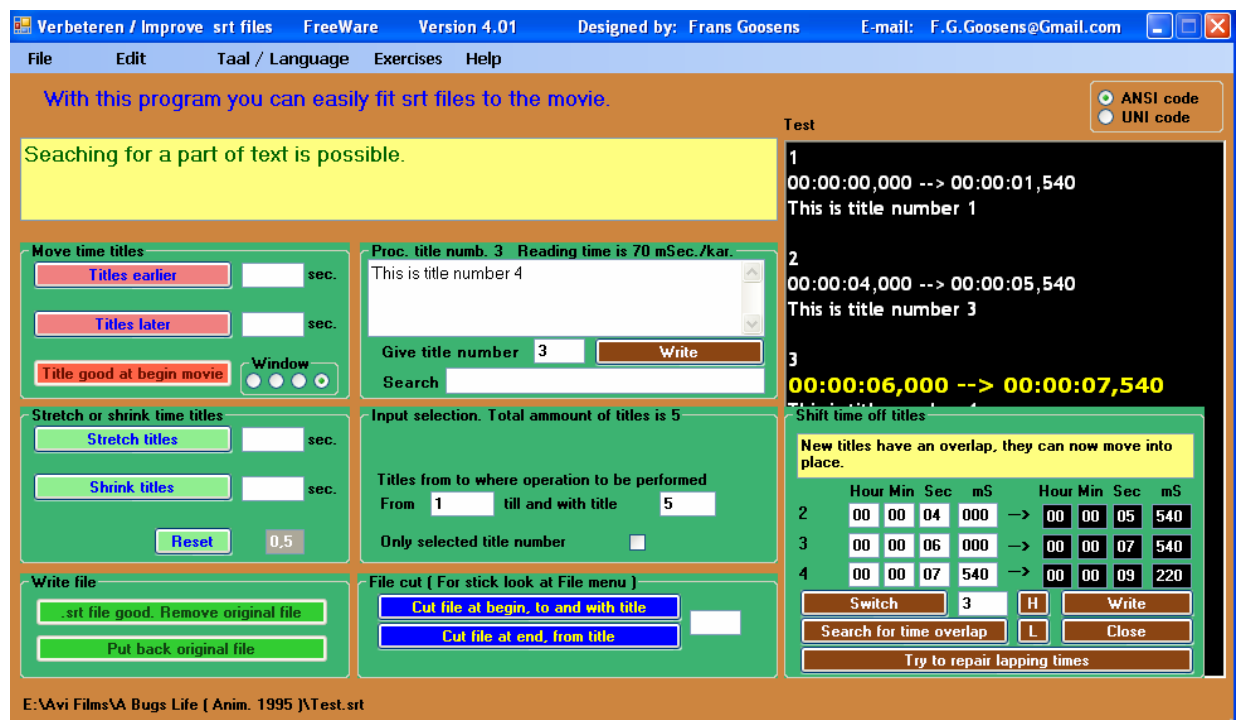 Verbeteren / Improve srt files FreeWare Version 4.01 Designed by: Frans Goosens E-mail: F.G.Goosens@Gmail.com
File Edit Taal / Language Exercises Help
With this program you can easily fit srt files to the movie.
ANSI code
UNI code
Test
Seaching for a part of text is possible.
1
00:00:00,000 --> 00:00:01,540
This is title number 1
2
00:00:04,000 --> 00:00:05,540
This is title number 3
3
00:00:06,000 --> 00:00:07,540
Move time titles
Titles earlier sec.
Titles later sec.
Title good at begin movie Window
Proc. title numb. 3 Reading time is 70 mSec./kar.
This is title number 4
Give title number 3 Write
Search
Stretch or shrink time titles
Stretch titles sec.
Shrink titles sec.
Reset 0,5
Input selection. Total ammount of titles is 5
Titles from to where operation to be performed
From 1 till and with title 5
Only selected title number
Shift time off titles
New titles have an overlap, they can now move into
place.
Hour Min Sec mS Hour Min Sec mS
2 00 00 04 000 --> 00 00 05 540
3 00 00 06 000 --> 00 00 07 540
4 00 00 07 540 --> 00 00 09 220
Switch 3 H Write
Search for time overlap L Close
Try to repair lapping times
Write file
.srt file good. Remove original file
Put back original file
File cut ( For stick look at File menu )
Cut file at begin, to and with title
Cut file at end, from title
E:\Avi Films\A Bugs Life ( Anim. 1995 )\Test.srt